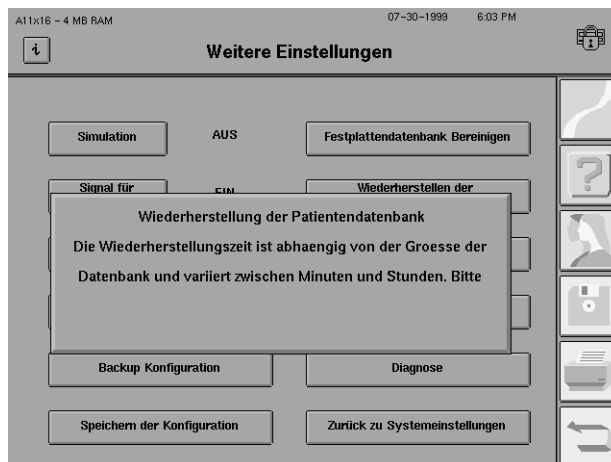 A11x16 - 4 MB RAM
07-30-1999 6:03 PM
i
Weitere Einstellungen
Simulation
AUS
Festplattendatenbank Bereinigen
Signal für
EIN
Wiederherstellen der
Wiederherstellung der Patientendatenbank
Die Wiederherstellungszeit ist abhaengig von der Groesse der
Datenbank und variiert zwischen Minuten und Stunden. Bitte
Backup Konfiguration
Diagnose
Speichern der Konfiguration
Zurück zu Systemeinstellungen